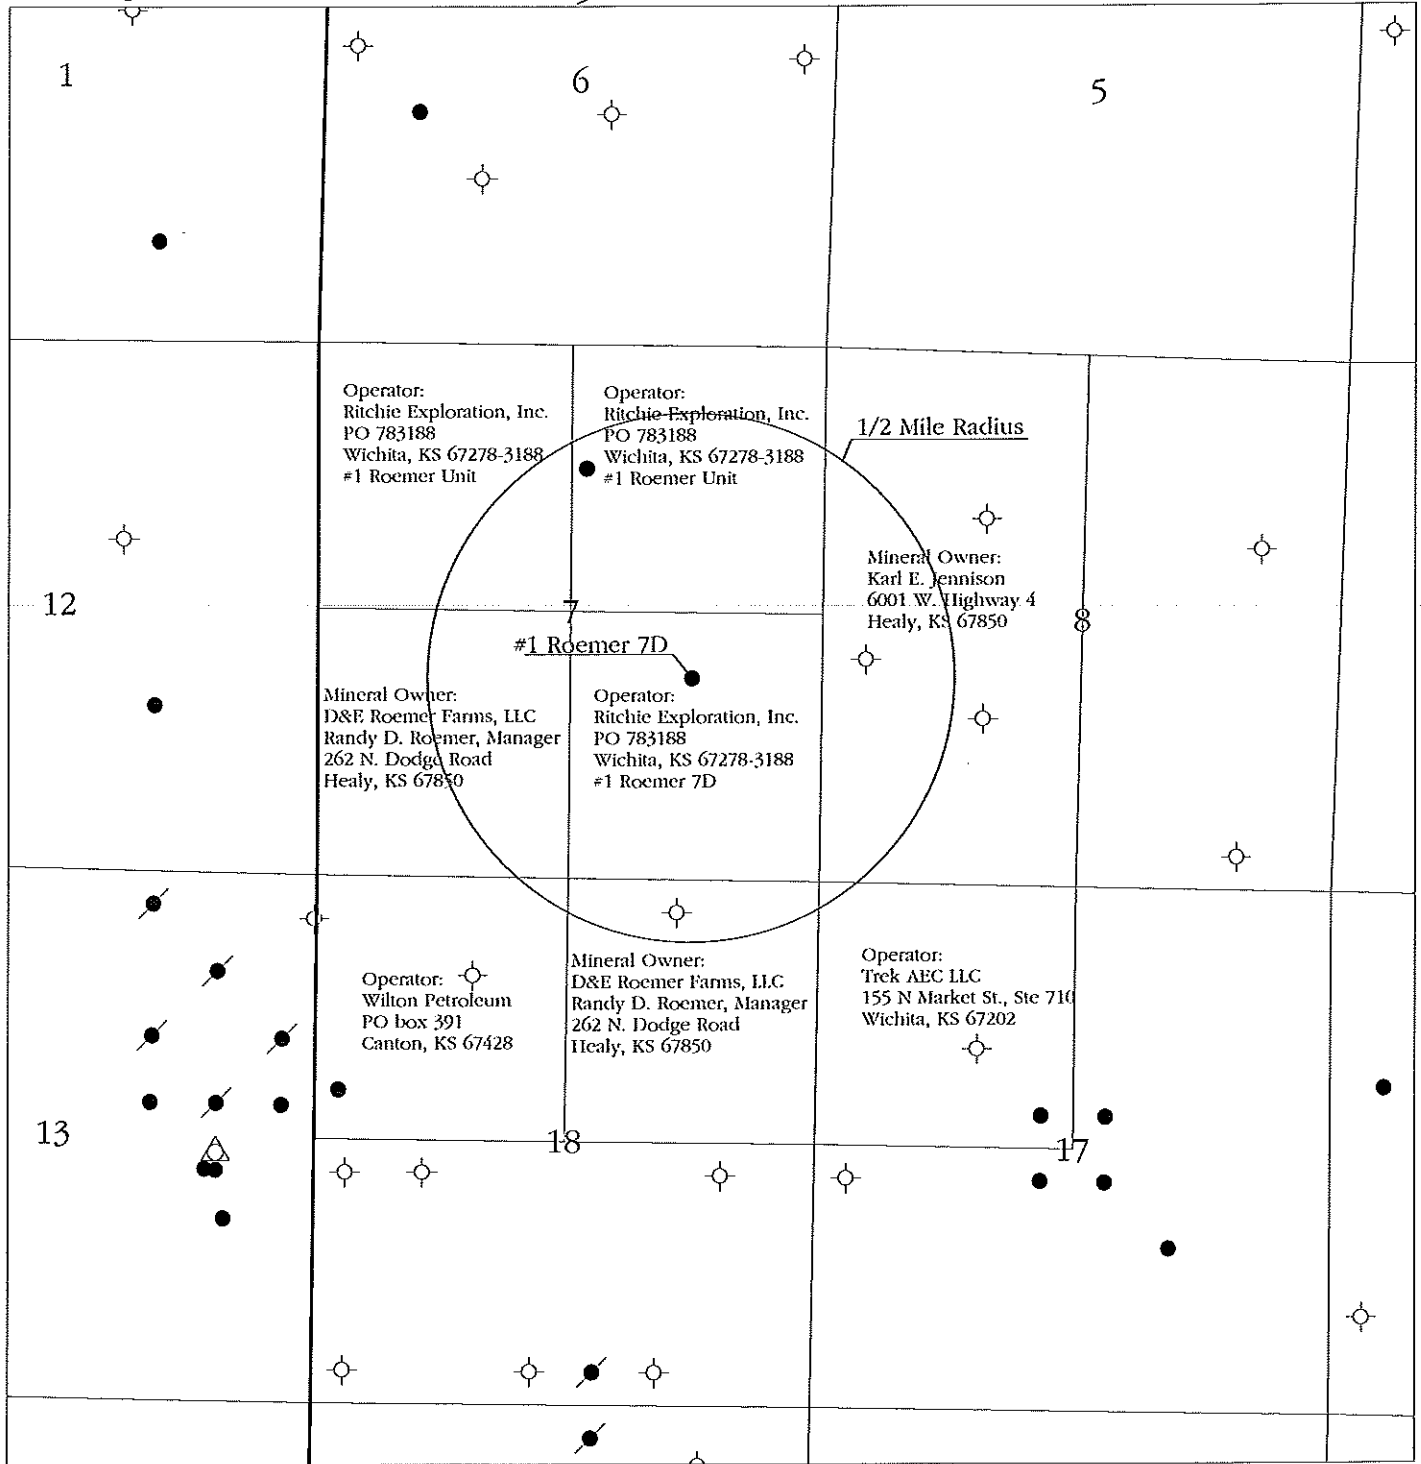 1
6
5
Operator:
Ritchie Exploration, Inc.
PO 783188
Wichita, KS 67278-3188
#1 Roemer Unit
Operator:
Ritchie Exploration, Inc.
PO 783188
Wichita, KS 67278-3188
#1 Roemer Unit
1/2 Mile Radius
Mineral Owner:
Karl E. Jennison
6001 W. Highway 4
Healy, KS 67850
12
7
8
#1 Roemer 7D
Mineral Owner:
D&E Roemer Farms, LLC
Randy D. Roemer, Manager
262 N. Dodge Road
Healy, KS 67850
Operator:
Ritchie Exploration, Inc.
PO 783188
Wichita, KS 67278-3188
#1 Roemer 7D
Operator:
Wilton Petroleum
PO box 391
Canton, KS 67428
Mineral Owner:
D&E Roemer Farms, LLC
Randy D. Roemer, Manager
262 N. Dodge Road
Healy, KS 67850
Operator:
Trek AEC LLC
155 N Market St., Ste 710
Wichita, KS 67202
13
18
17